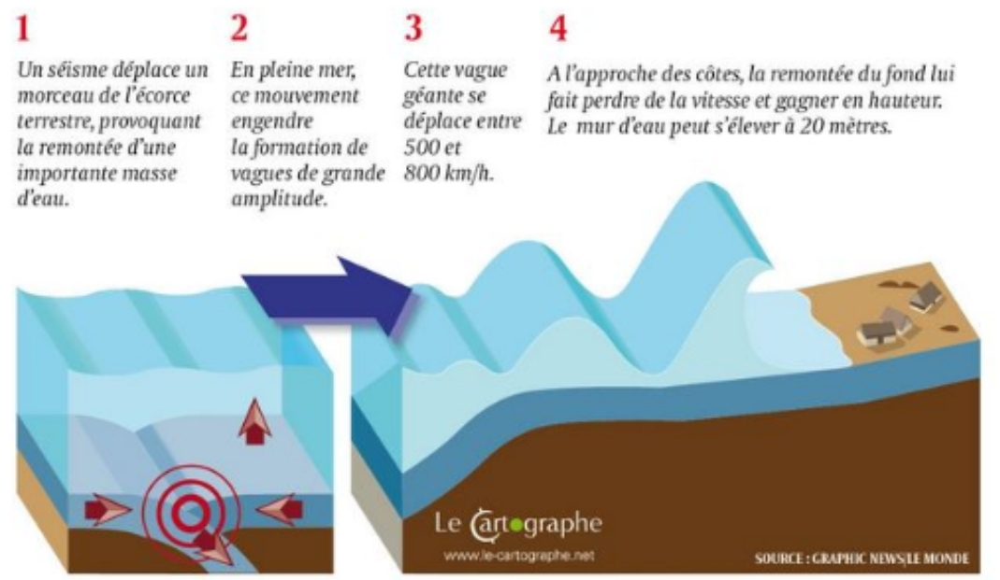 1
Un séisme déplace un
morceau de l'écorce
terrestre, provoquant
la remontée d'une
importante masse
d'eau.
2
En pleine mer,
ce mouvement
engendre
la formation de
vagues de grande
amplitude.
3
Cette vague
géante se
déplace entre
500 et
800 km/h.
4
A l'approche des côtes, la remontée du fond lui
fait perdre de la vitesse et gagner en hauteur.
Le mur d'eau peut s'élever à 20 mètres.
Le Cartographe
www.le-cartographe.net
SOURCE : GRAPHIC NEWS|LE MONDE